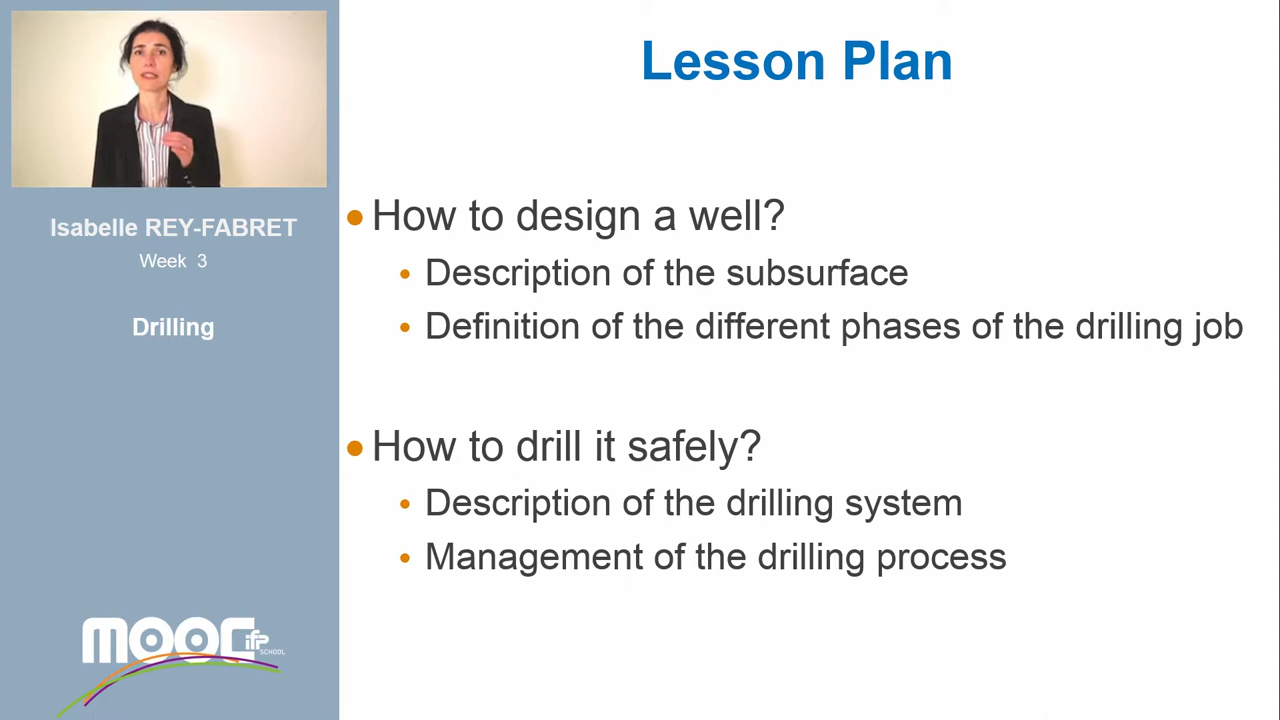 Lesson Plan
Isabelle REY-FABRET
Week 3
Drilling
• How to design a well?
• Description of the subsurface
• Definition of the different phases of the drilling job
• How to drill it safely?
• Description of the drilling system
• Management of the drilling process
MOOC
ifp
SCHOOL